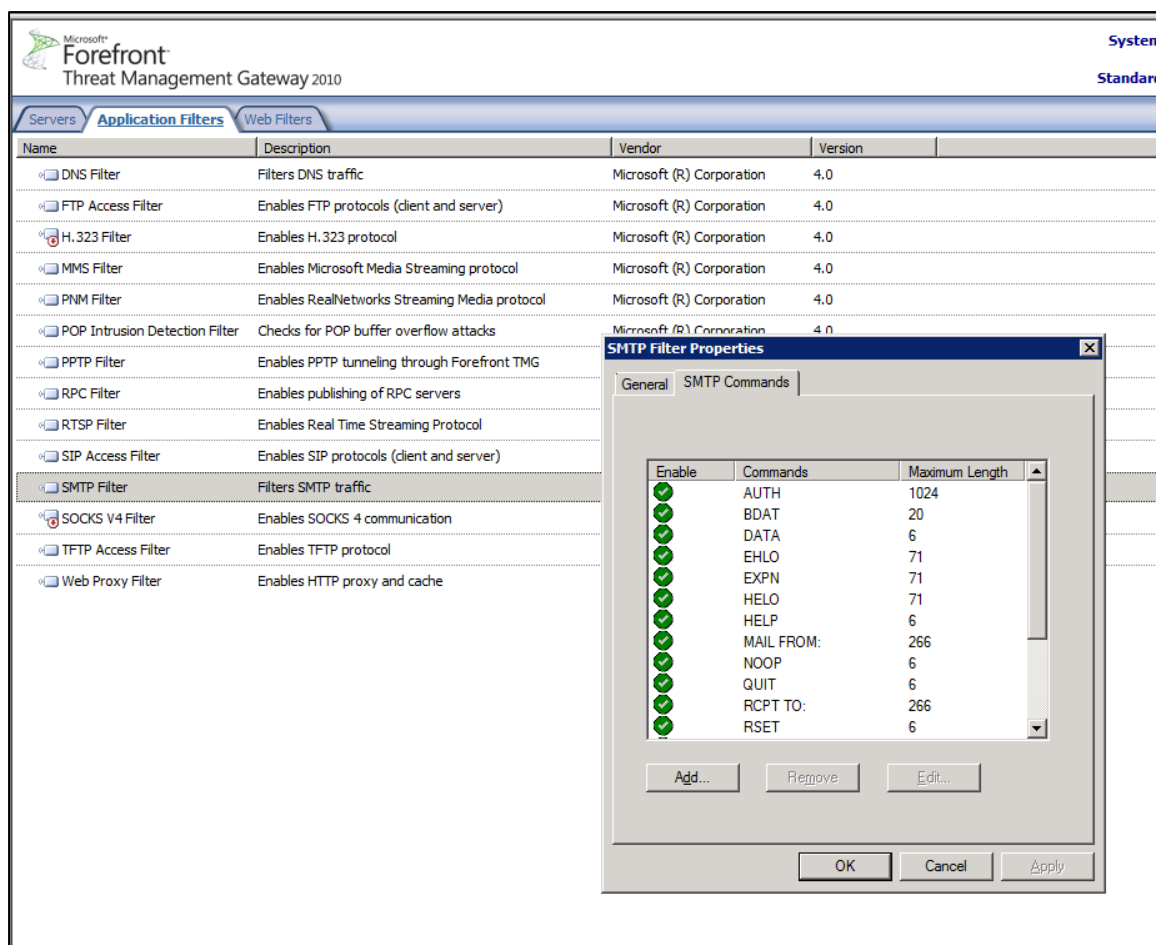 Microsoft®
Forefront™
Threat Management Gateway 2010
System
Standard
Servers Application Filters Web Filters
Name Description Vendor Version
DNS Filter Filters DNS traffic Microsoft (R) Corporation 4.0
FTP Access Filter Enables FTP protocols (client and server) Microsoft (R) Corporation 4.0
H.323 Filter Enables H.323 protocol Microsoft (R) Corporation 4.0
MMS Filter Enables Microsoft Media Streaming protocol Microsoft (R) Corporation 4.0
PNM Filter Enables RealNetworks Streaming Media protocol Microsoft (R) Corporation 4.0
POP Intrusion Detection Filter Checks for POP buffer overflow attacks Microsoft (R) Corporation 4.0
PPTP Filter Enables PPTP tunneling through Forefront TMG
RPC Filter Enables publishing of RPC servers
RTSP Filter Enables Real Time Streaming Protocol
SIP Access Filter Enables SIP protocols (client and server)
SMTP Filter Filters SMTP traffic
SOCKS V4 Filter Enables SOCKS 4 communication
TFTP Access Filter Enables TFTP protocol
Web Proxy Filter Enables HTTP proxy and cache
SMTP Filter Properties
General SMTP Commands
Enable Commands Maximum Length
AUTH 1024
BDAT 20
DATA 6
EHLO 71
EXPN 71
HELO 71
HELP 6
MAIL FROM: 266
NOOP 6
QUIT 6
RCPT TO: 266
RSET 6
Add... Remove Edit...
OK Cancel Apply